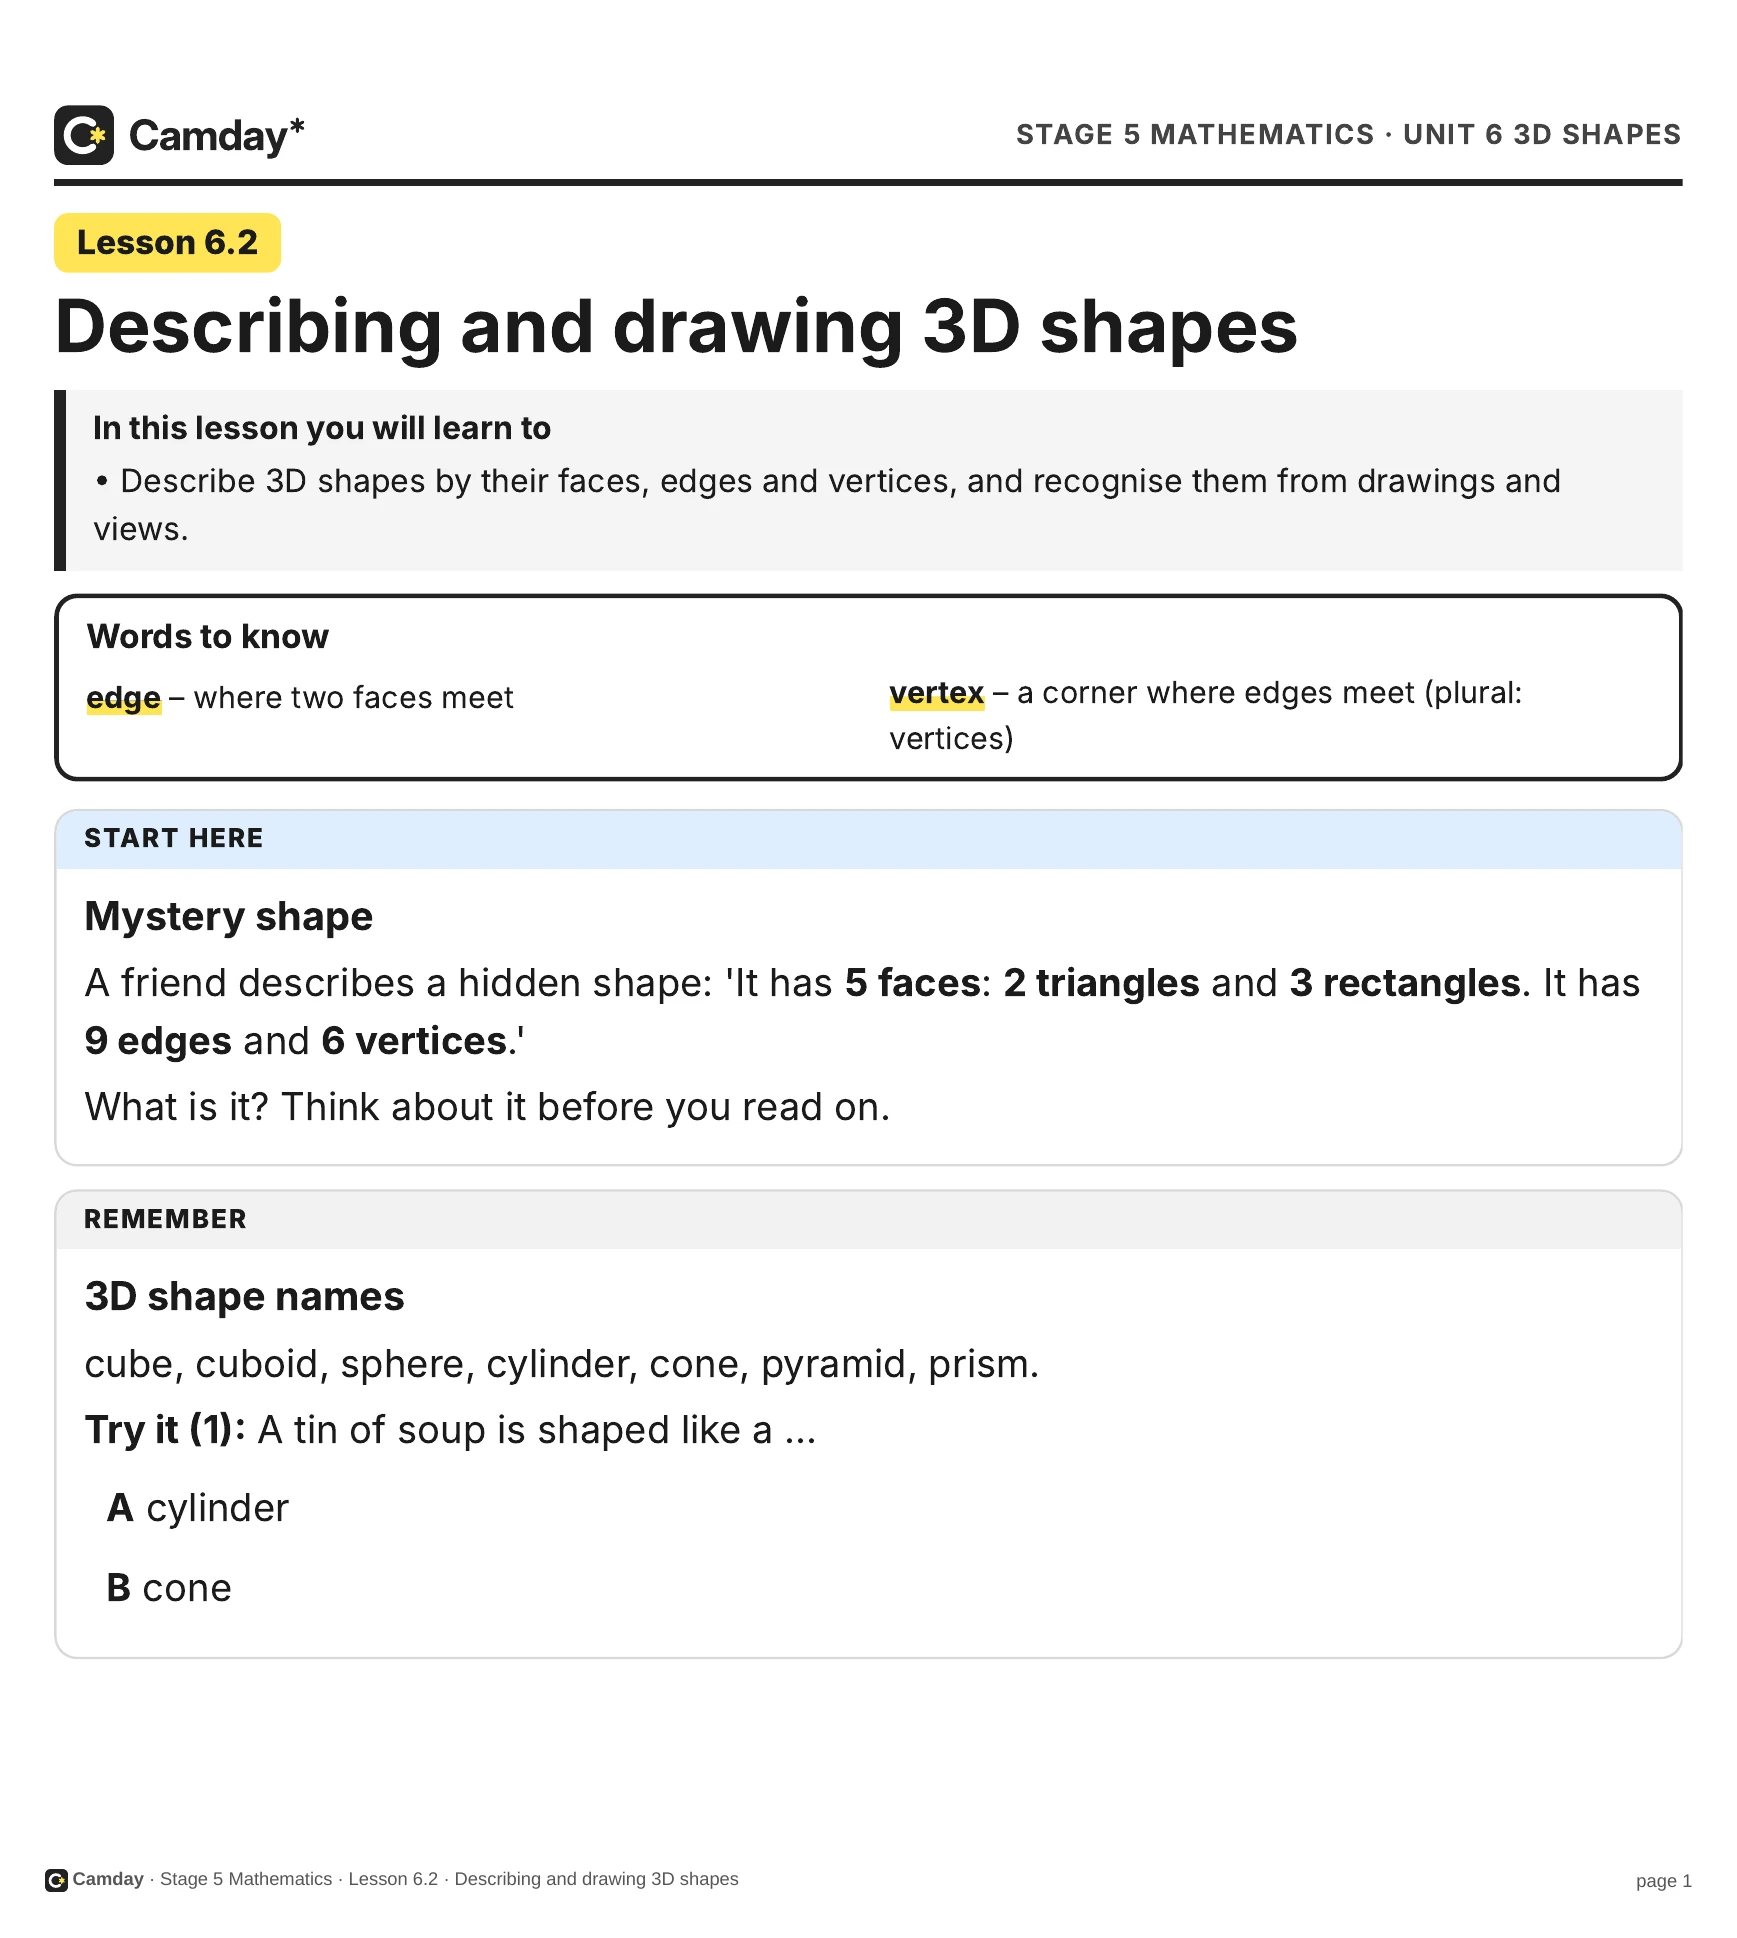 Camday*
STAGE 5 MATHEMATICS · UNIT 6 3D SHAPES
Lesson 6.2
Describing and drawing 3D shapes
In this lesson you will learn to
• Describe 3D shapes by their faces, edges and vertices, and recognise them from drawings and
views.
Words to know
edge – where two faces meet
vertex – a corner where edges meet (plural:
vertices)
START HERE
Mystery shape
A friend describes a hidden shape: 'It has 5 faces: 2 triangles and 3 rectangles. It has
9 edges and 6 vertices.'
What is it? Think about it before you read on.
REMEMBER
3D shape names
cube, cuboid, sphere, cylinder, cone, pyramid, prism.
Try it (1): A tin of soup is shaped like a ...
A cylinder
B cone
Camday · Stage 5 Mathematics · Lesson 6.2 · Describing and drawing 3D shapes
page 1